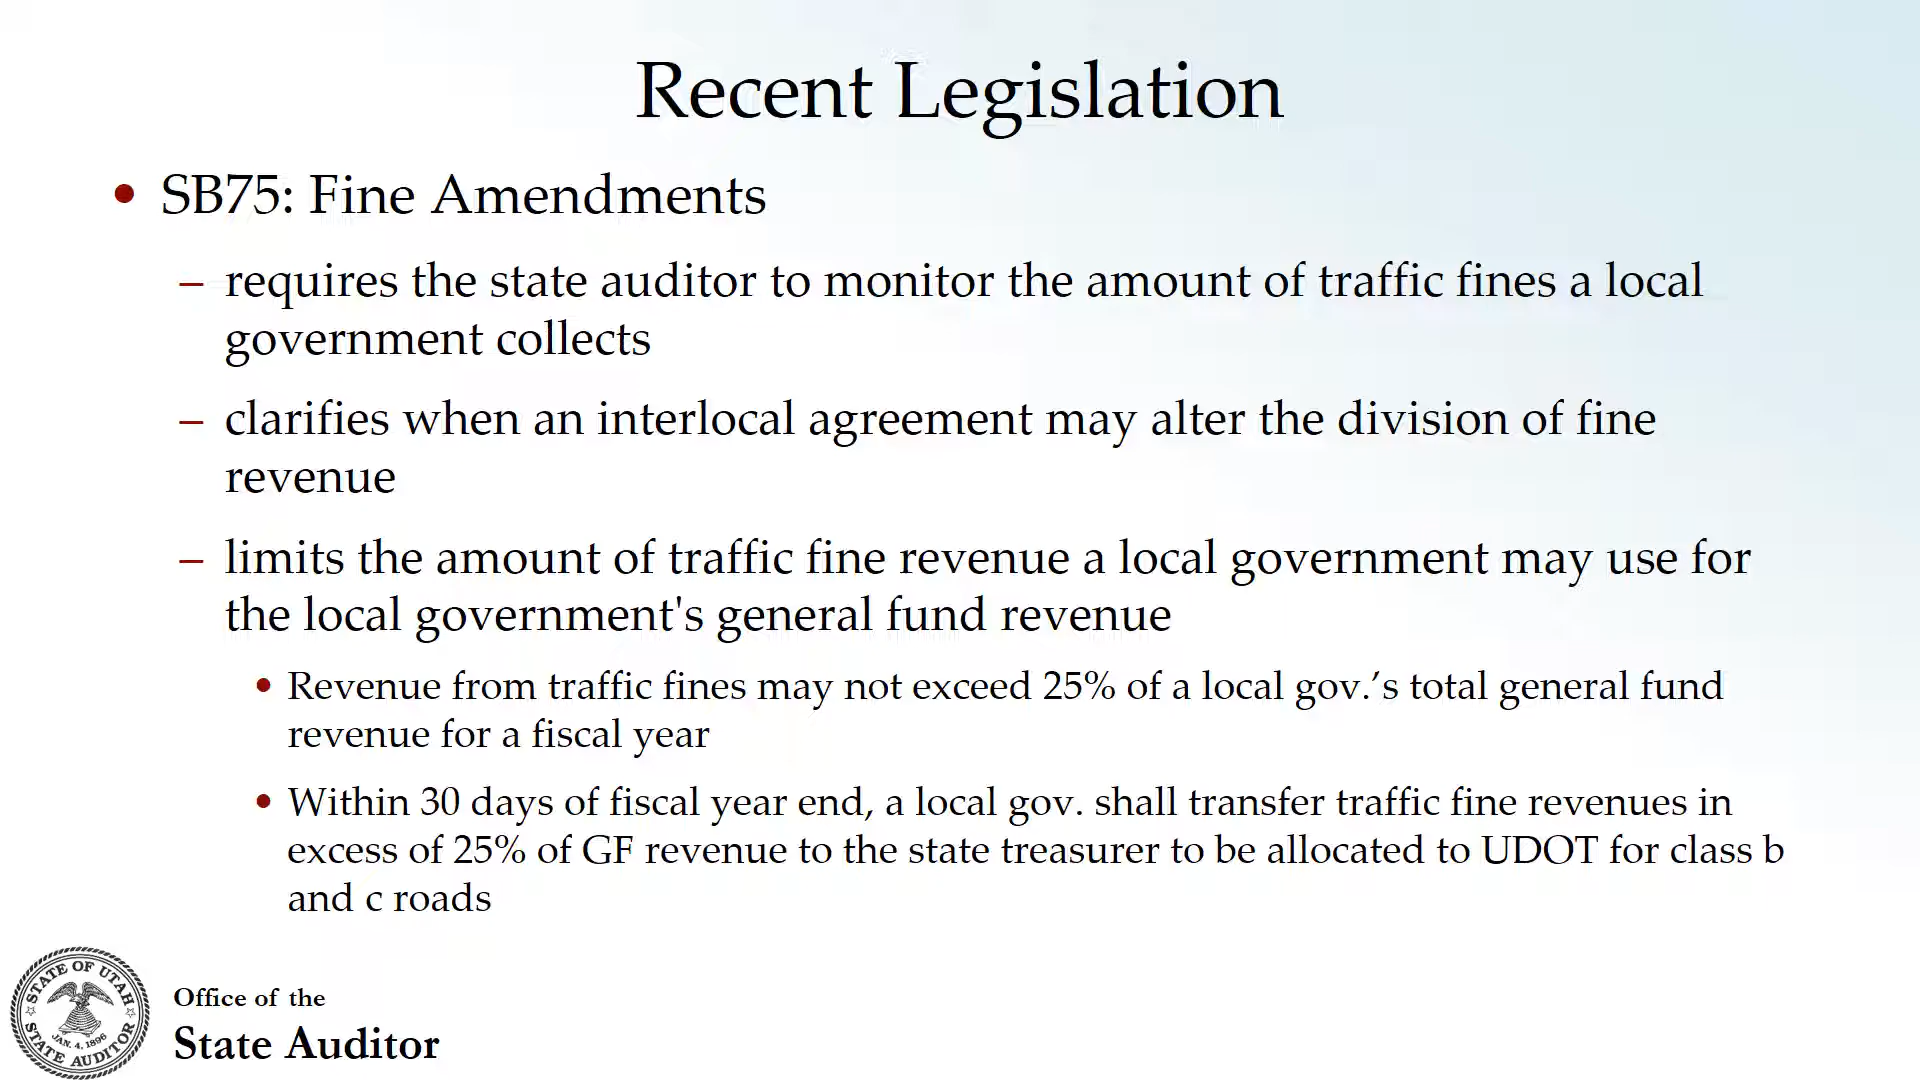 Recent Legislation
• SB75: Fine Amendments
– requires the state auditor to monitor the amount of traffic fines a local
government collects
– clarifies when an interlocal agreement may alter the division of fine
revenue
– limits the amount of traffic fine revenue a local government may use for
the local government's general fund revenue
• Revenue from traffic fines may not exceed 25% of a local gov.’s total general fund
revenue for a fiscal year
• Within 30 days of fiscal year end, a local gov. shall transfer traffic fine revenues in
excess of 25% of GF revenue to the state treasurer to be allocated to UDOT for class b
and c roads
STATE OF UTAH
JAN. 4, 1896
STATE AUDITOR
Office of the
State Auditor